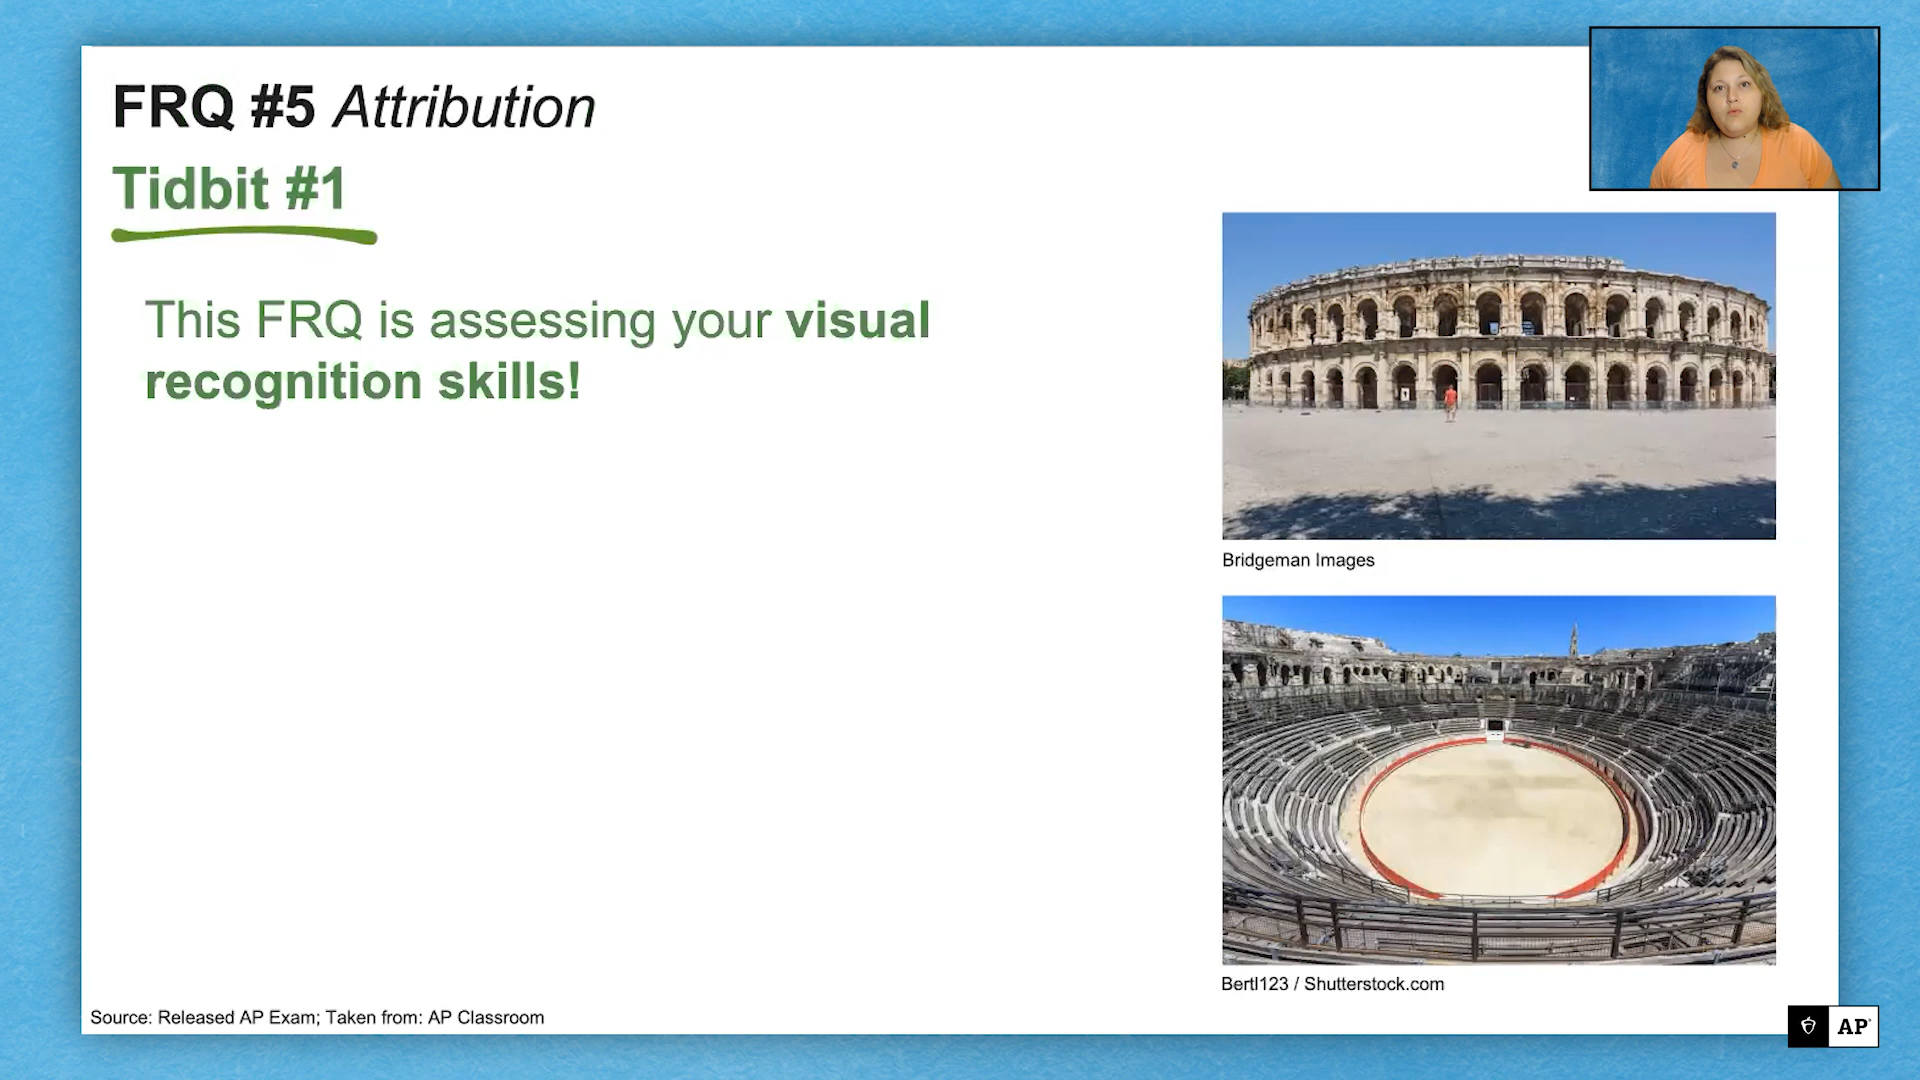 FRQ #5 Attribution
Tidbit #1
This FRQ is assessing your visual
recognition skills!
Bridgeman Images
Bertl123 / Shutterstock.com
Source: Released AP Exam; Taken from: AP Classroom
AP